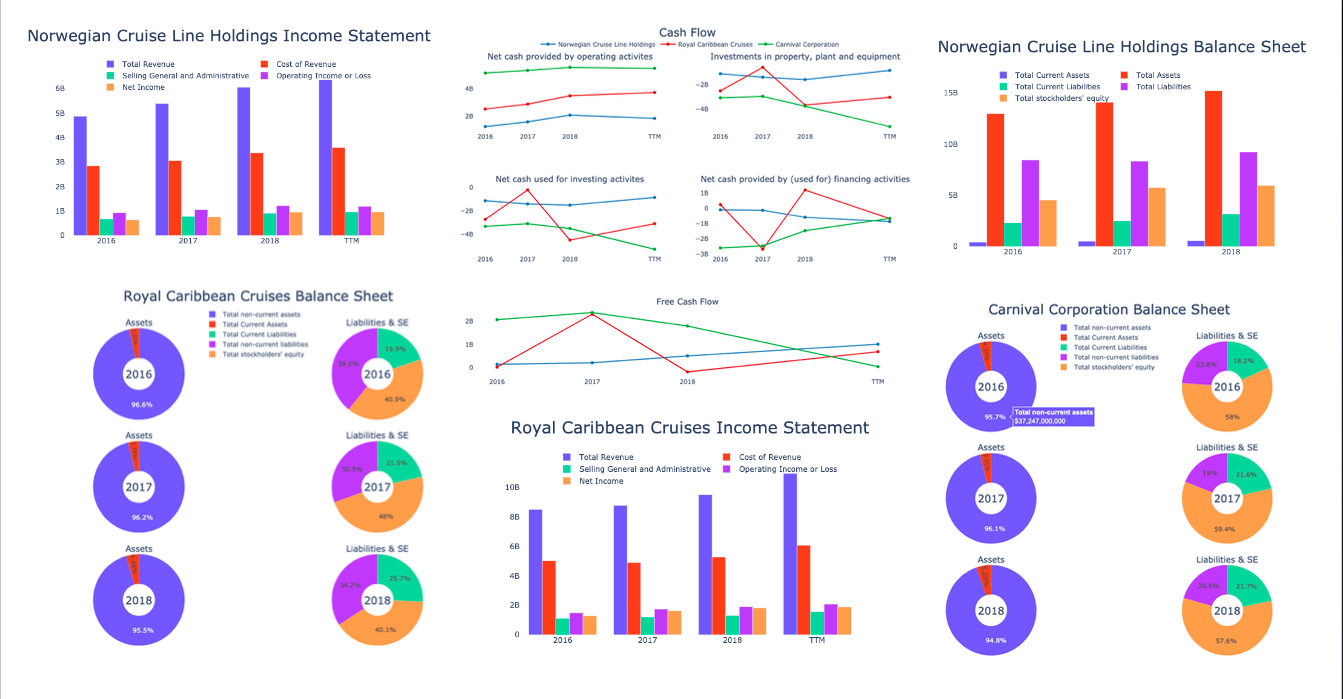 Norwegian Cruise Line Holdings Income Statement
Total Revenue
Cost of Revenue
Selling General and Administrative
Operating Income or Loss
Net Income
6B
5B
4B
3B
2B
1B
0
2016
2017
2018
TTM
Cash Flow
Norwegian Cruise Line Holdings
Royal Caribbean Cruises
Carnival Corporation
Net cash provided by operating activites
4B
2B
2016
2017
2018
TTM
Investments in property, plant and equipment
−2B
−4B
2016
2017
2018
TTM
Net cash used for investing activites
0
−2B
−4B
2016
2017
2018
TTM
Net cash provided by (used for) financing activities
1B
0
−1B
−2B
−3B
2016
2017
2018
TTM
Free Cash Flow
2B
1B
0
2016
2017
2018
TTM
Norwegian Cruise Line Holdings Balance Sheet
Total Current Assets
Total Assets
Total Current Liabilities
Total Liabilities
Total stockholders' equity
15B
10B
5B
0
2016
2017
2018
Royal Caribbean Cruises Balance Sheet
Total non-current assets
Total Current Assets
Total Current Liabilities
Total non-current liabilities
Total stockholders' equity
Assets
2016
96.6%
Liabilities & SE
39.2%
19.9%
2016
40.9%
Assets
2017
96.2%
Liabilities & SE
21.5%
2017
48%
Assets
2018
95.5%
Liabilities & SE
34.2%
25.7%
2018
40.1%
Royal Caribbean Cruises Income Statement
Total Revenue
Cost of Revenue
Selling General and Administrative
Operating Income or Loss
Net Income
10B
8B
6B
4B
2B
0
2016
2017
2018
TTM
Carnival Corporation Balance Sheet
Total non-current assets
Total Current Assets
Total Current Liabilities
Total non-current liabilities
Total stockholders' equity
Assets
2016
95.7%
Total non-current assets
$37,247,000,000
Liabilities & SE
23.8%
18.2%
2016
58%
Assets
2017
96.1%
Liabilities & SE
19%
21.6%
2017
59.4%
Assets
2018
94.8%
Liabilities & SE
20.6%
21.7%
2018
57.6%